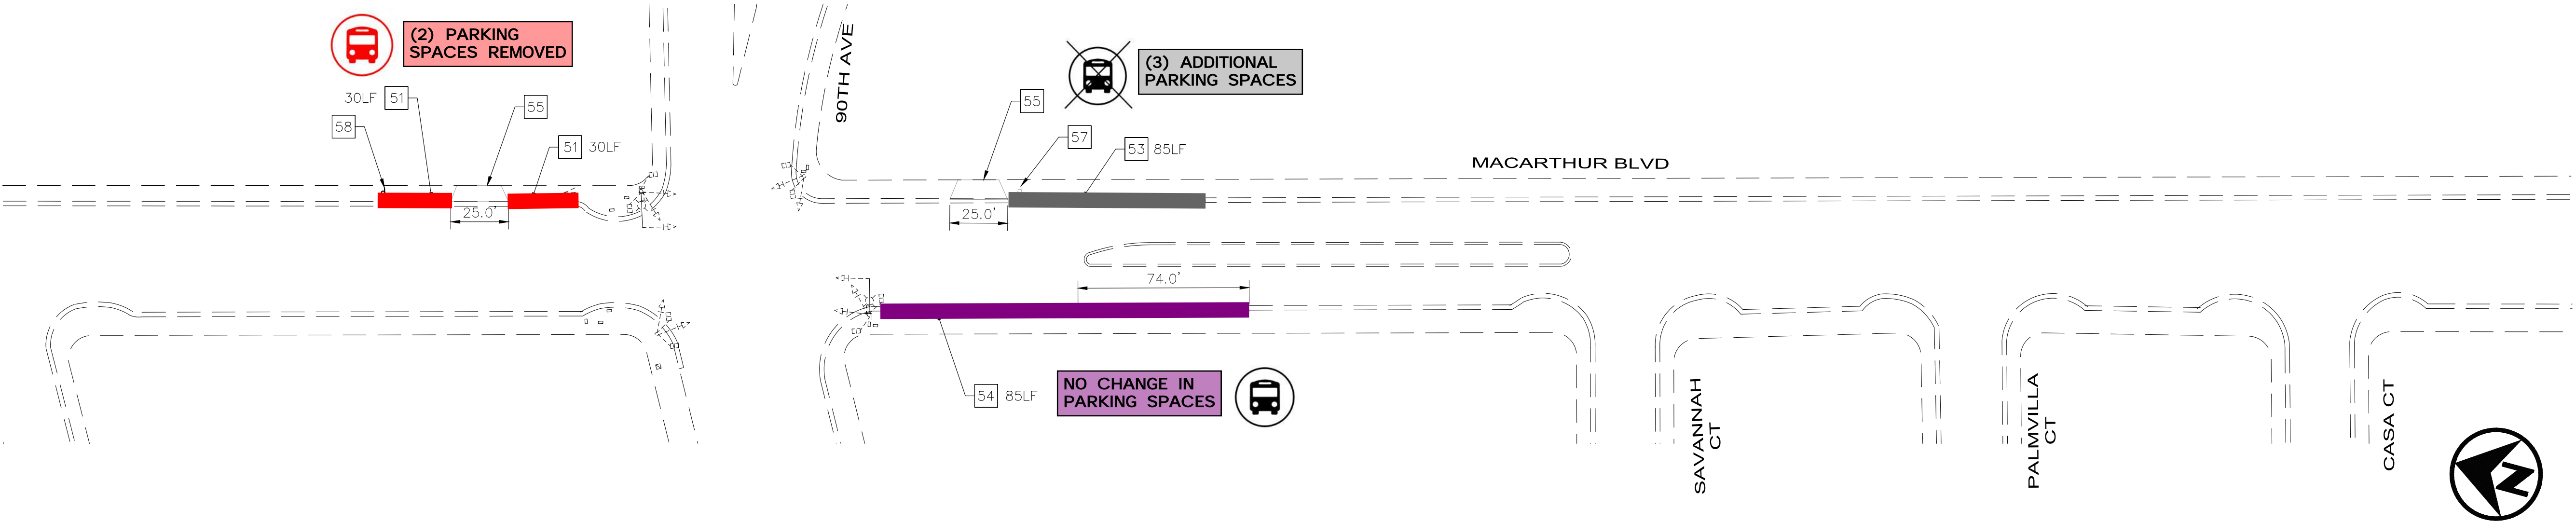 (2) PARKING
SPACES REMOVED
30LF 51
55
58
51 30LF
25.0'
90TH AVE
(3) ADDITIONAL
PARKING SPACES
55
57
53 85LF
25.0'
MACARTHUR BLVD
74.0'
54 85LF
NO CHANGE IN
PARKING SPACES
SAVANNAH
CT
PALMVILLA
CT
CASA CT
N